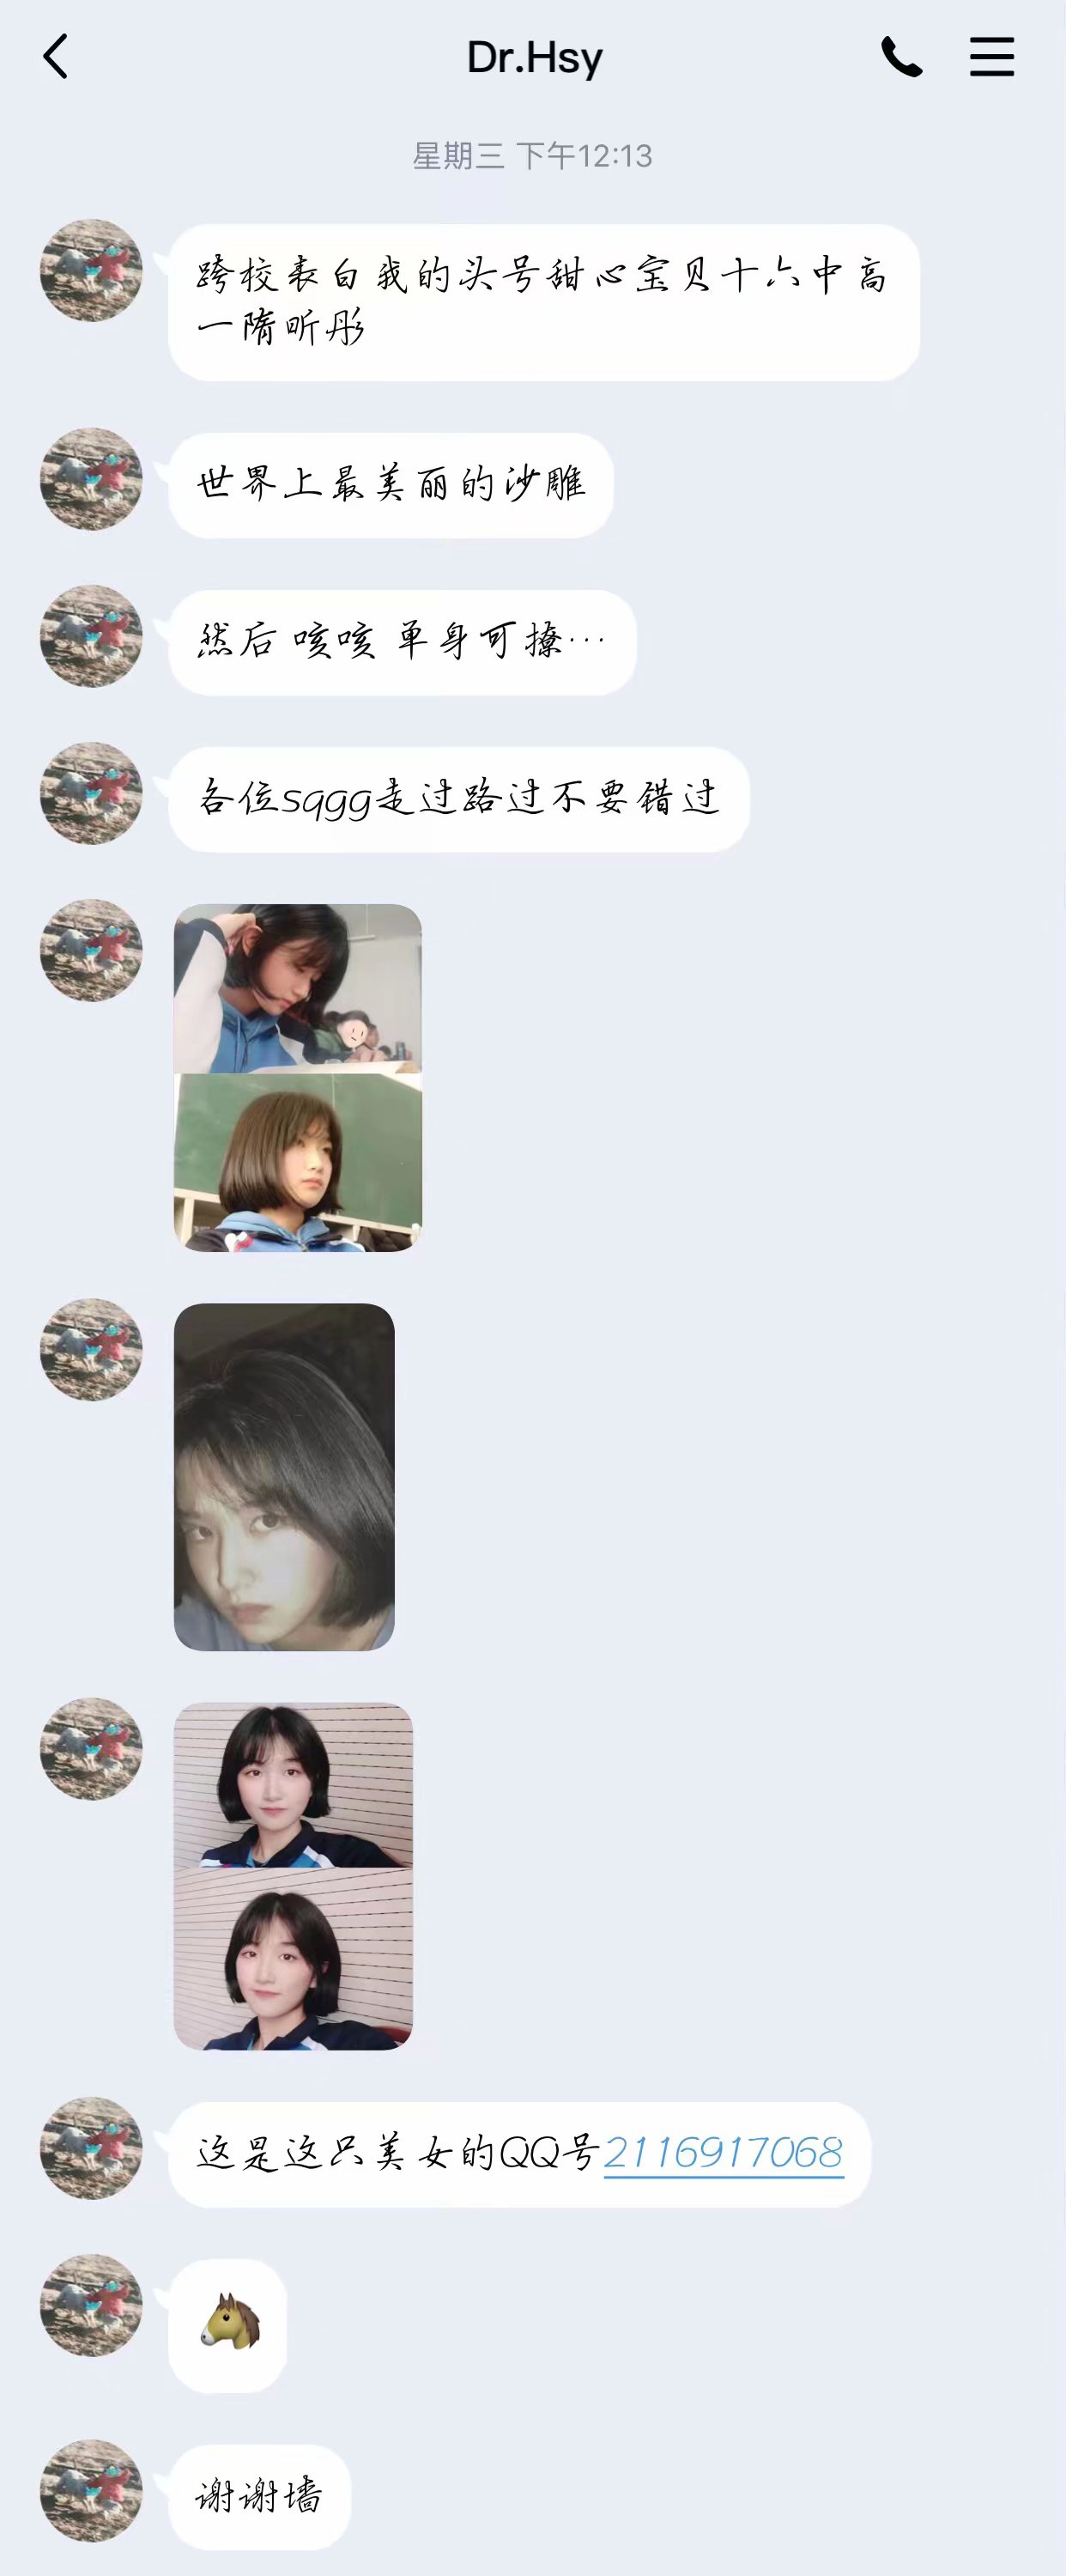 Dr.Hsy
星期三 下午12:13
跨校表白我的头号甜心宝贝十六中高
一隋昕彤
世界上最美丽的沙雕
然后 咳咳 单身可撩…
各位sqgg走过路过不要错过
这是这只美女的QQ号2116917068
谢谢墙